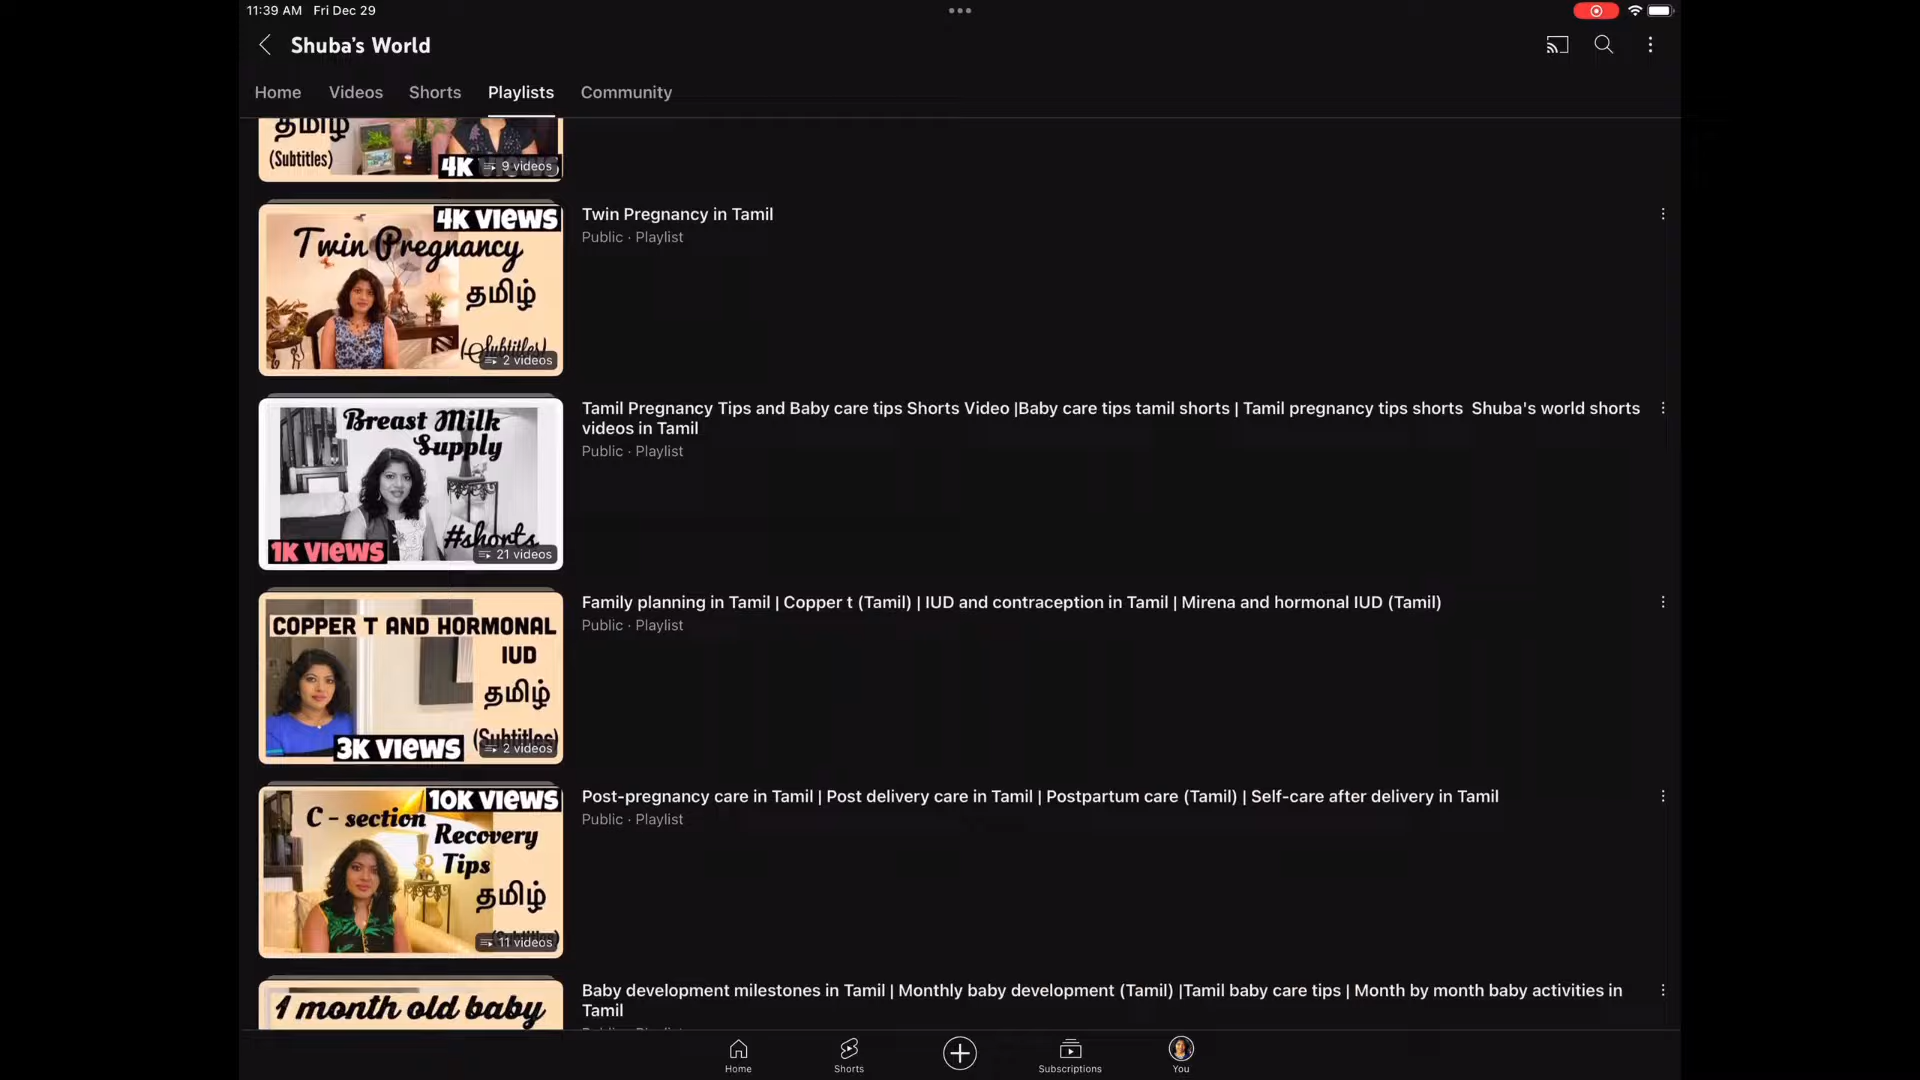 11:39 AM Fri Dec 29
Shuba's World
Home Videos Shorts Playlists Community
தமிழ்
(Subtitles)
4K VIEWS
9 videos
4K VIEWS
Twin Pregnancy
தமிழ்
(Subtitles)
2 videos
Twin Pregnancy in Tamil
Public · Playlist
Breast Milk
Supply
#shorts
1K VIEWS
21 videos
Tamil Pregnancy Tips and Baby care tips Shorts Video |Baby care tips tamil shorts | Tamil pregnancy tips shorts Shuba's world shorts
videos in Tamil
Public · Playlist
COPPER T AND HORMONAL
IUD
தமிழ்
(Subtitles)
3K VIEWS
2 videos
Family planning in Tamil | Copper t (Tamil) | IUD and contraception in Tamil | Mirena and hormonal IUD (Tamil)
Public · Playlist
10K VIEWS
C - section
Recovery
Tips
தமிழ்
(Subtitles)
11 videos
Post-pregnancy care in Tamil | Post delivery care in Tamil | Postpartum care (Tamil) | Self-care after delivery in Tamil
Public · Playlist
1 month old baby
Baby development milestones in Tamil | Monthly baby development (Tamil) |Tamil baby care tips | Month by month baby activities in
Tamil
Public · Playlist
Home Shorts Subscriptions You